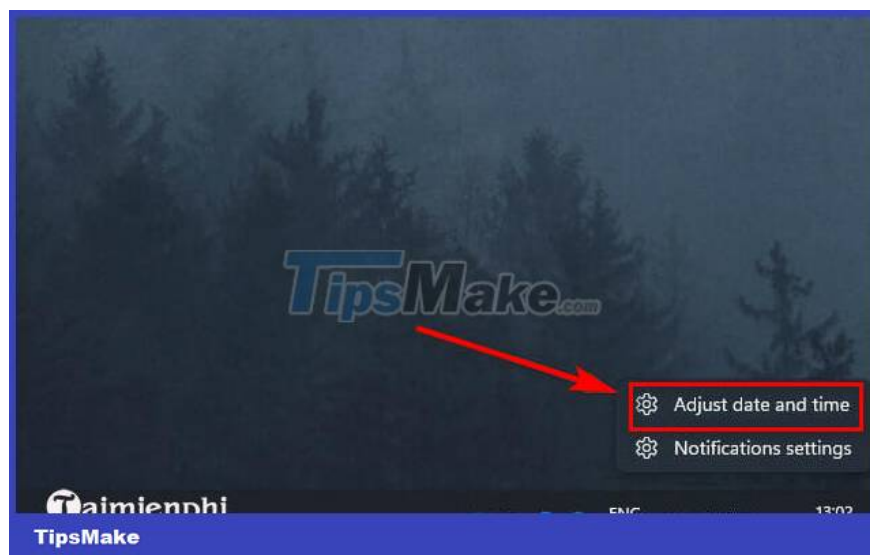 TipsMake.com
Adjust date and time
Notifications settings
Taimienphi
ENG
13:02
TipsMake